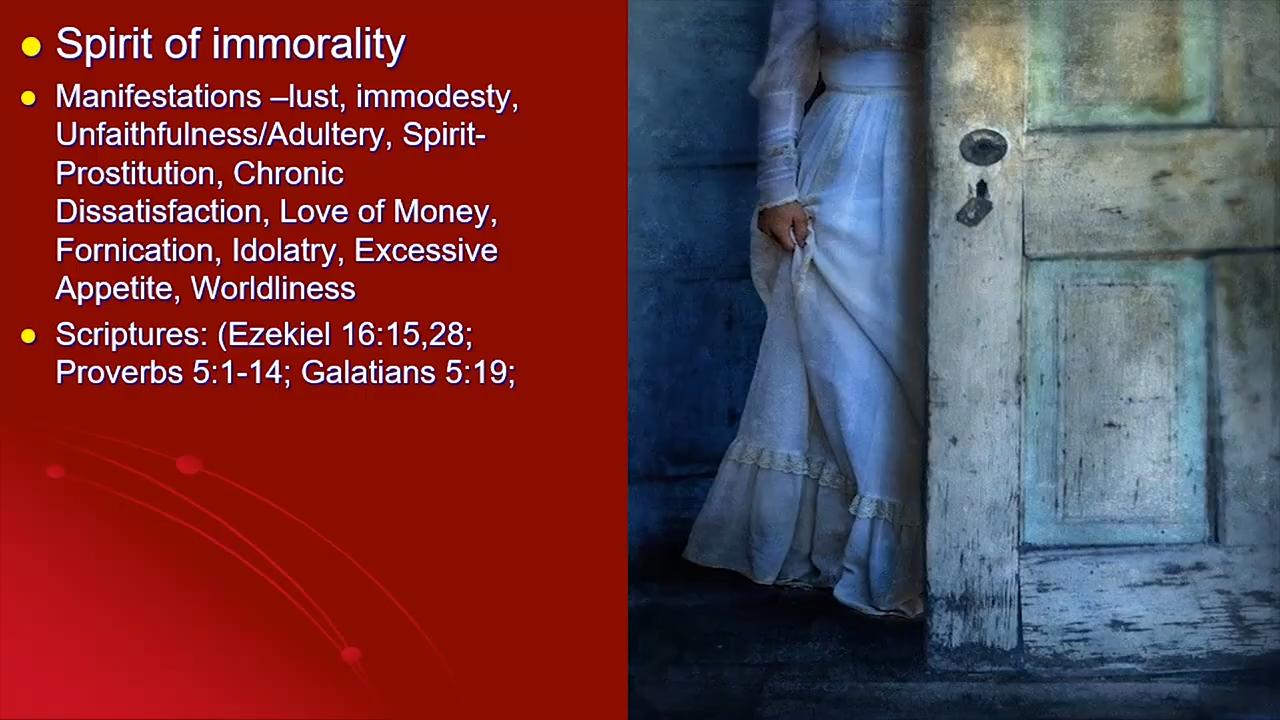 Spirit of immorality
Manifestations –lust, immodesty,
Unfaithfulness/Adultery, Spirit-
Prostitution, Chronic
Dissatisfaction, Love of Money,
Fornication, Idolatry, Excessive
Appetite, Worldliness
Scriptures: (Ezekiel 16:15,28;
Proverbs 5:1-14; Galatians 5:19;